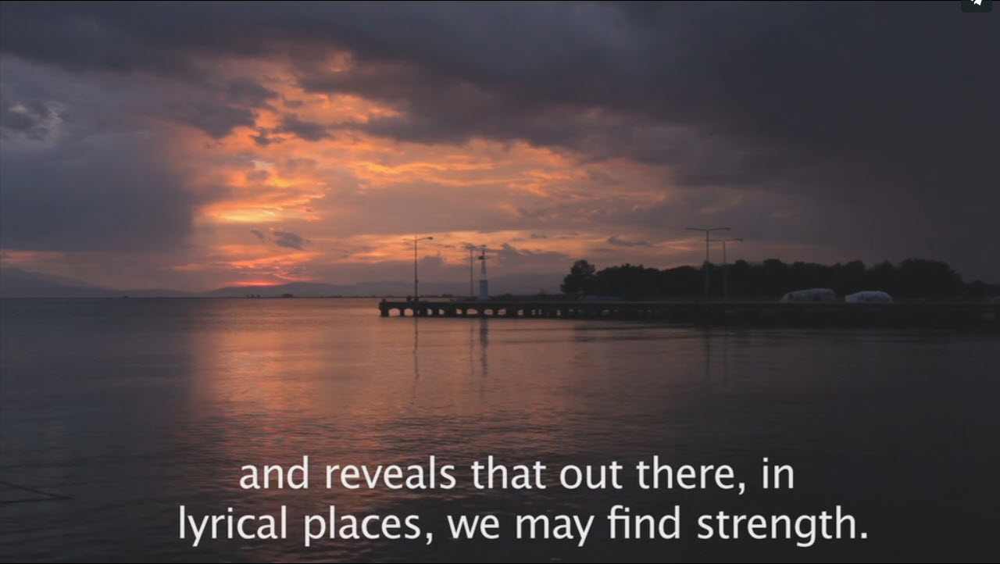 and reveals that out there, in
lyrical places, we may find strength.